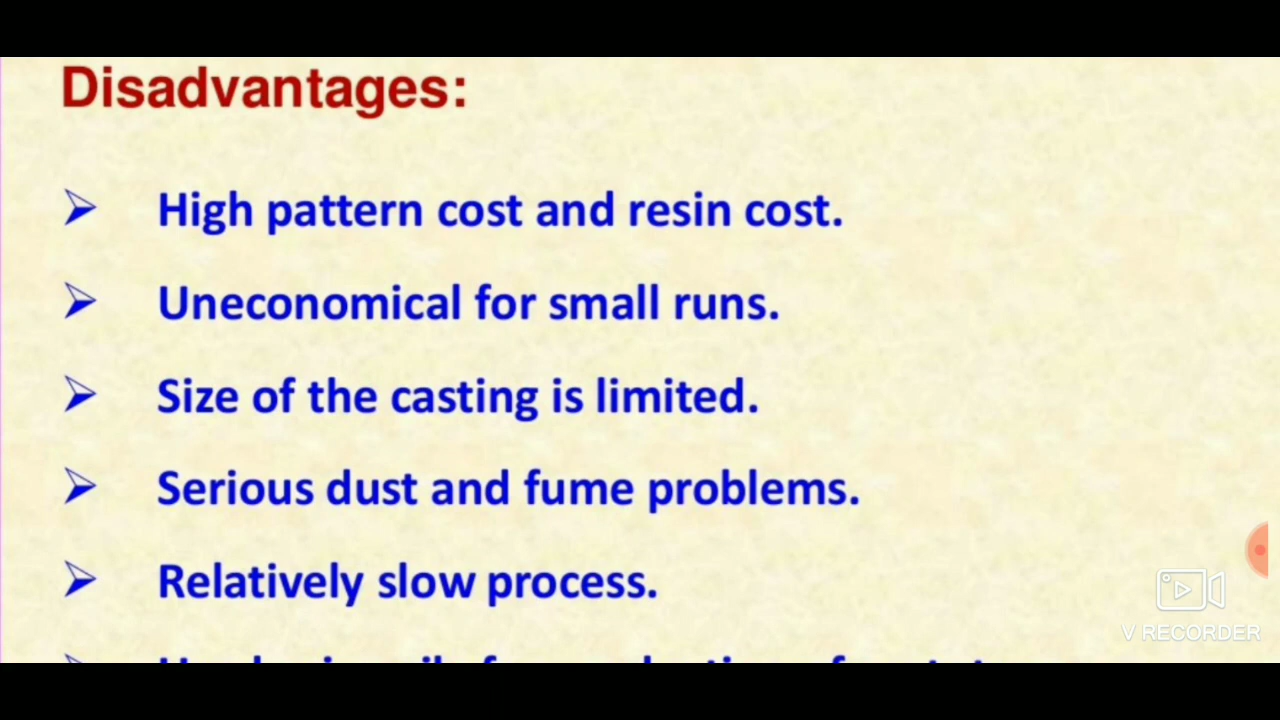 Disadvantages:
➢ High pattern cost and resin cost.
➢ Uneconomical for small runs.
➢ Size of the casting is limited.
➢ Serious dust and fume problems.
➢ Relatively slow process.
V RECORDER